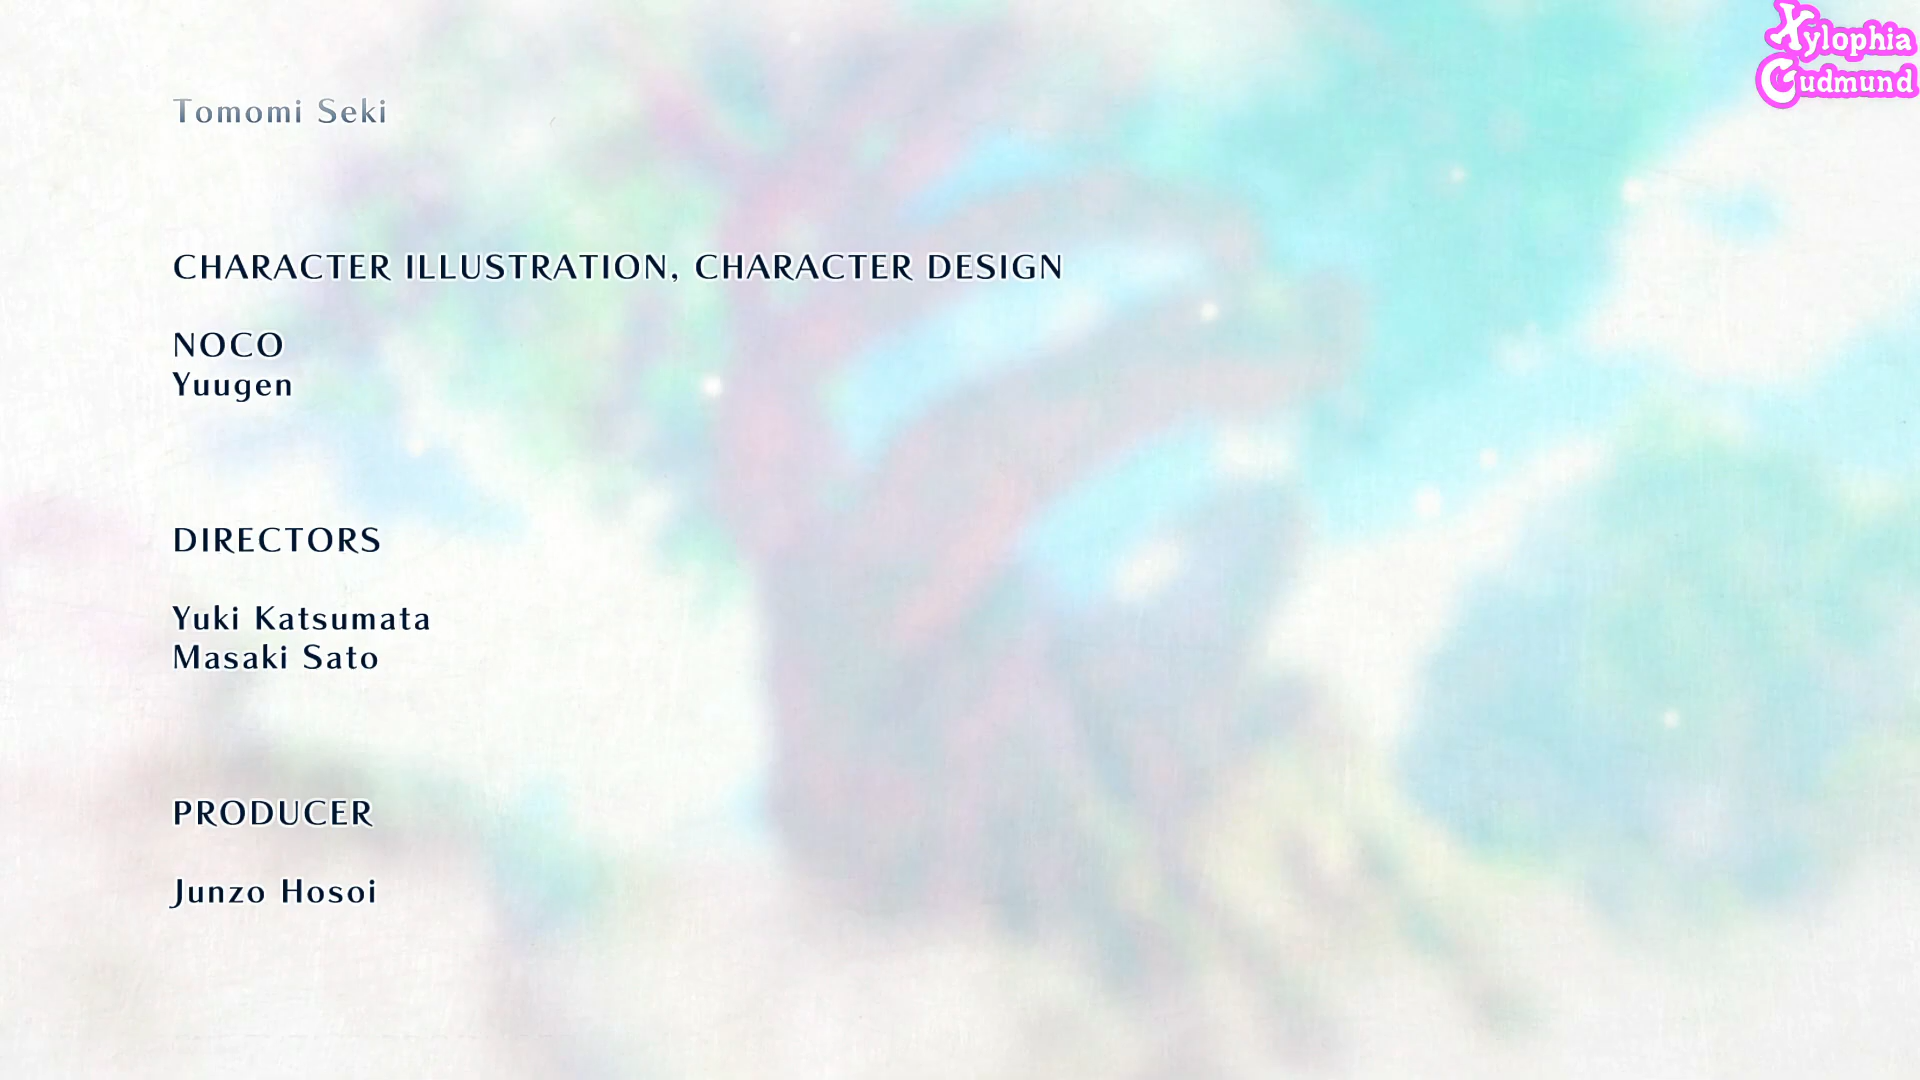 Xylophia
Gudmund
Tomomi Seki
CHARACTER ILLUSTRATION, CHARACTER DESIGN
NOCO
Yuugen
DIRECTORS
Yuki Katsumata
Masaki Sato
PRODUCER
Junzo Hosoi